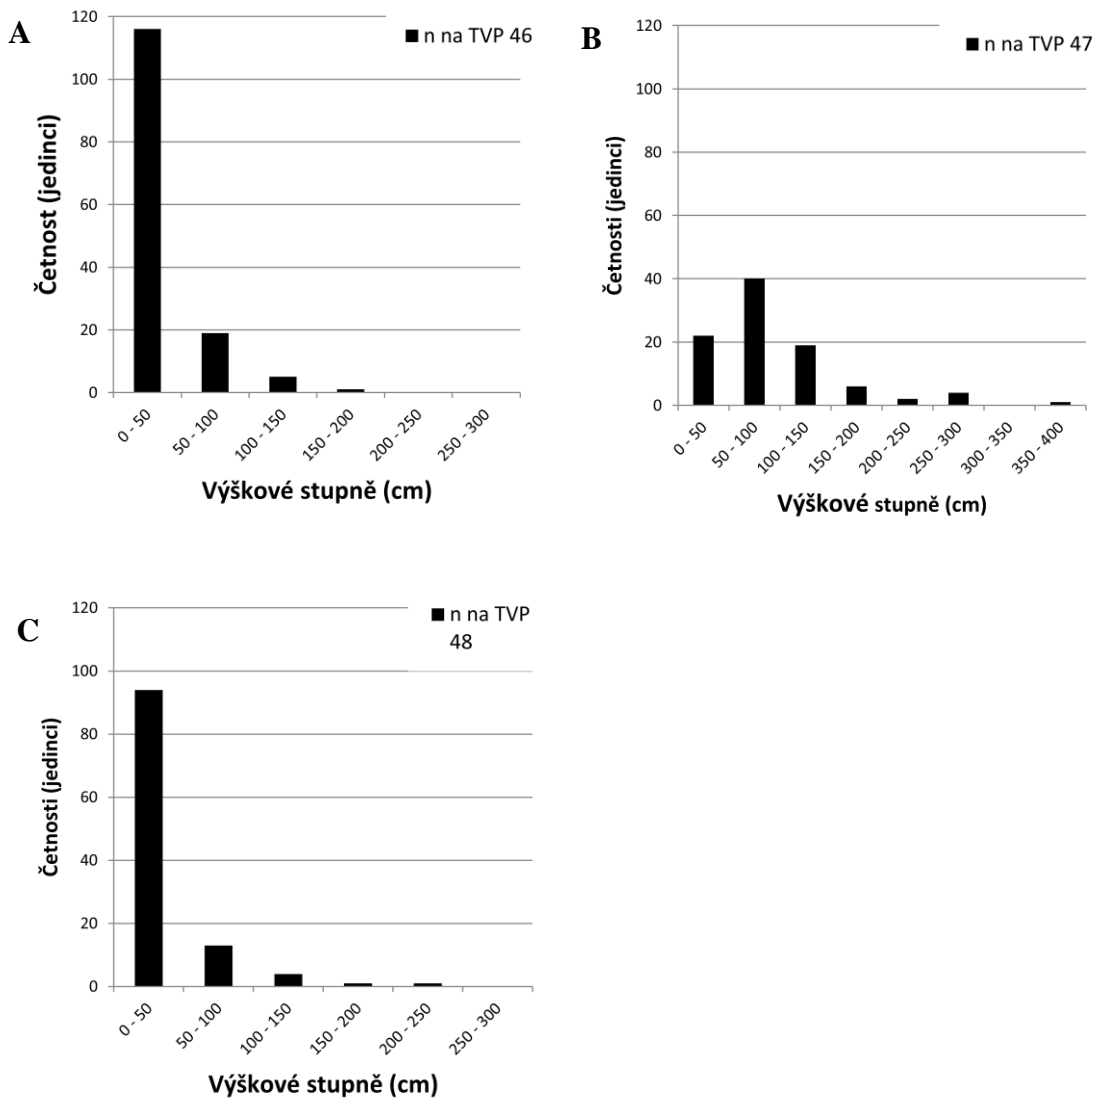 A
n na TVP 46
120
100
80
60
40
20
0
Četnost (jedinci)
0 - 50
50 - 100
100 - 150
150 - 200
200 - 250
250 - 300
Výškové stupně (cm)
B
n na TVP 47
120
100
80
60
40
20
0
Četnosti (jedinci)
0 - 50
50 - 100
100 - 150
150 - 200
200 - 250
250 - 300
300 - 350
350 - 400
Výškové stupně (cm)
C
n na TVP
48
120
100
80
60
40
20
0
Četnosti (jedinci)
0 - 50
50 - 100
100 - 150
150 - 200
200 - 250
250 - 300
Výškové stupně (cm)